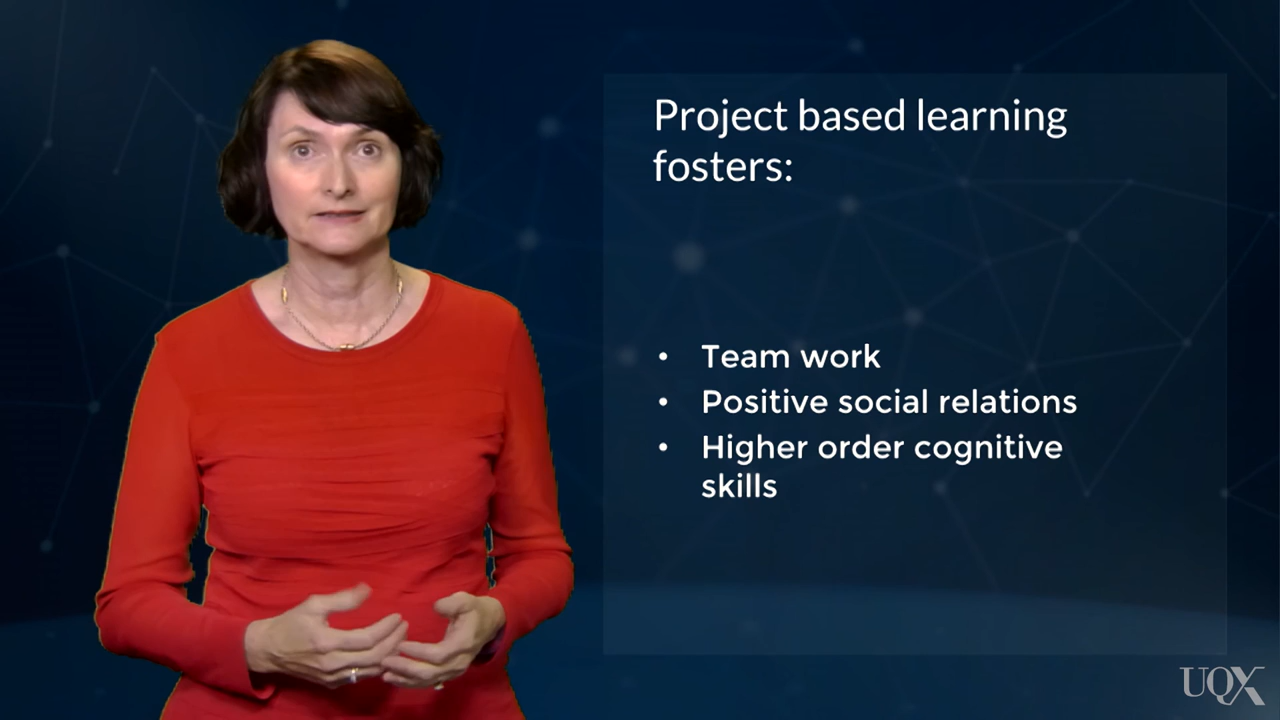 Project based learning
fosters:
• Team work
• Positive social relations
• Higher order cognitive
skills
UQX